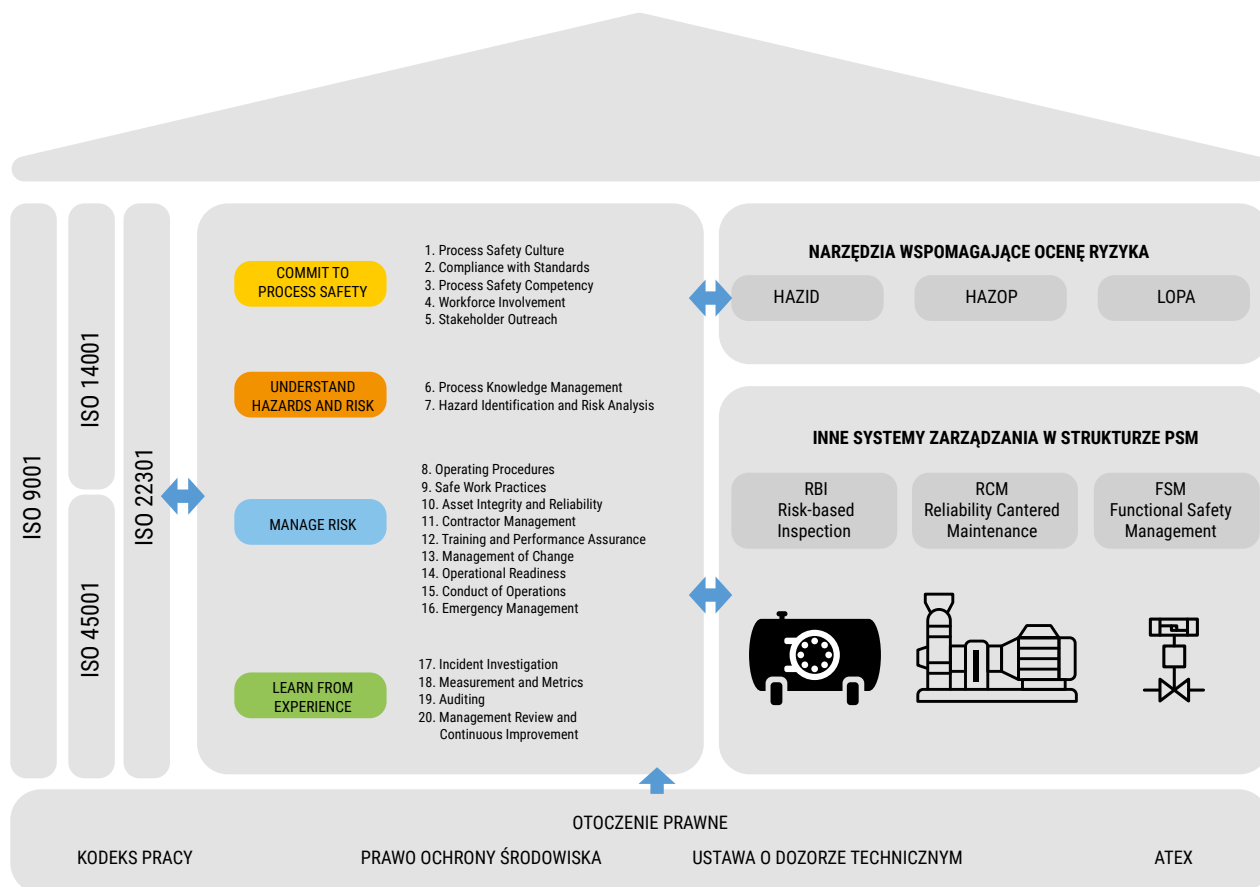 ISO 9001
ISO 14001
ISO 45001
ISO 22301
COMMIT TO
PROCESS SAFETY
1. Process Safety Culture
2. Compliance with Standards
3. Process Safety Competency
4. Workforce Involvement
5. Stakeholder Outreach
UNDERSTAND
HAZARDS AND RISK
6. Process Knowledge Management
7. Hazard Identification and Risk Analysis
MANAGE RISK
8. Operating Procedures
9. Safe Work Practices
10. Asset Integrity and Reliability
11. Contractor Management
12. Training and Performance Assurance
13. Management of Change
14. Operational Readiness
15. Conduct of Operations
16. Emergency Management
LEARN FROM
EXPERIENCE
17. Incident Investigation
18. Measurement and Metrics
19. Auditing
20. Management Review and
Continuous Improvement
NARZĘDZIA WSPOMAGAJĄCE OCENĘ RYZYKA
HAZID
HAZOP
LOPA
INNE SYSTEMY ZARZĄDZANIA W STRUKTURZE PSM
RBI
Risk-based
Inspection
RCM
Reliability Cantered
Maintenance
FSM
Functional Safety
Management
OTOCZENIE PRAWNE
KODEKS PRACY
PRAWO OCHRONY ŚRODOWISKA
USTAWA O DOZORZE TECHNICZNYM
ATEX